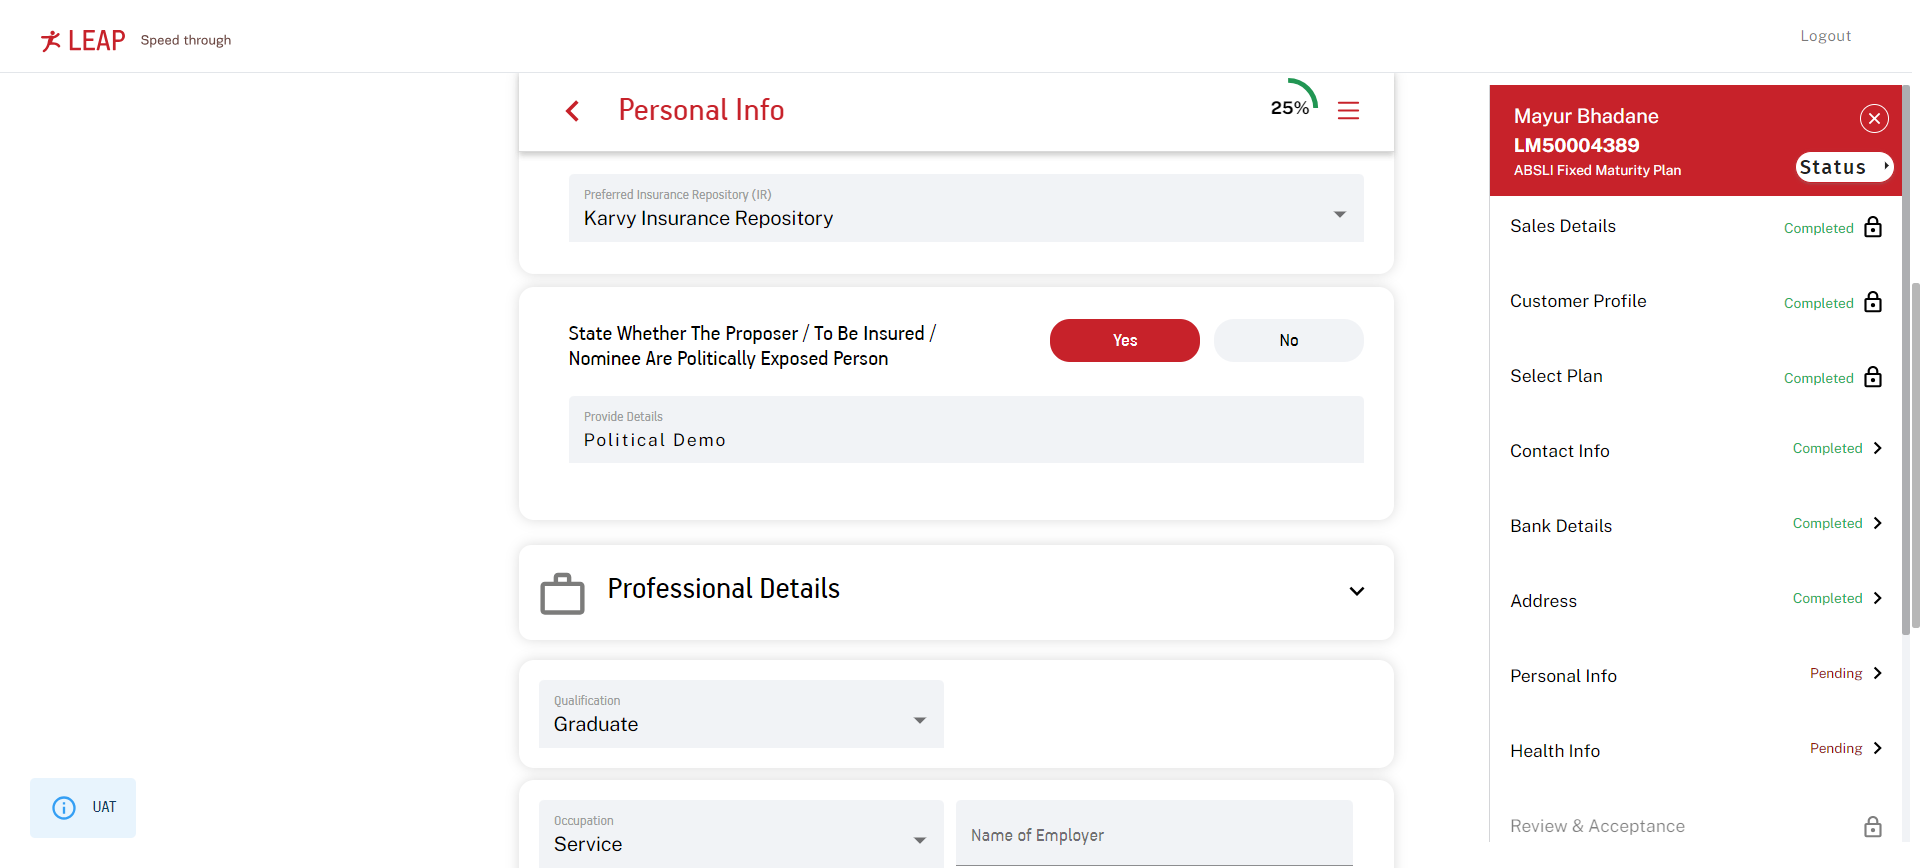 LEAP Speed through
Logout
Personal Info
25%
Preferred Insurance Repository (IR)
Karvy Insurance Repository
State Whether The Proposer / To Be Insured /
Nominee Are Politically Exposed Person
Yes
No
Provide Details
Political Demo
Professional Details
Qualification
Graduate
Occupation
Service
Name of Employer
UAT
Mayur Bhadane
LM50004389
ABSLI Fixed Maturity Plan
Status
Sales Details Completed
Customer Profile Completed
Select Plan Completed
Contact Info Completed
Bank Details Completed
Address Completed
Personal Info Pending
Health Info Pending
Review & Acceptance